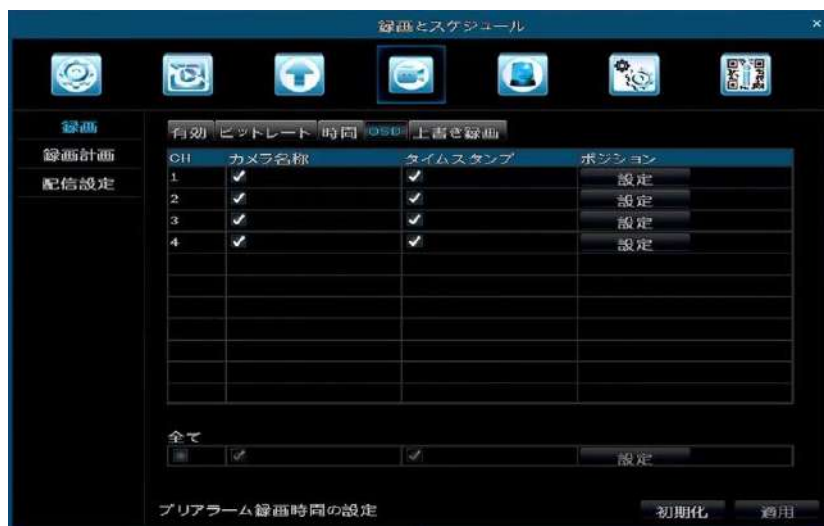 録画とスケジュール ×
録画
録画計画
配信設定
有効 ビットレート 時間 OSD 上書き録画
CH カメラ名称 タイムスタンプ ポジション
1 設定
2 設定
3 設定
4 設定
全て
設定
プリアラーム録画時間の設定
初期化 適用